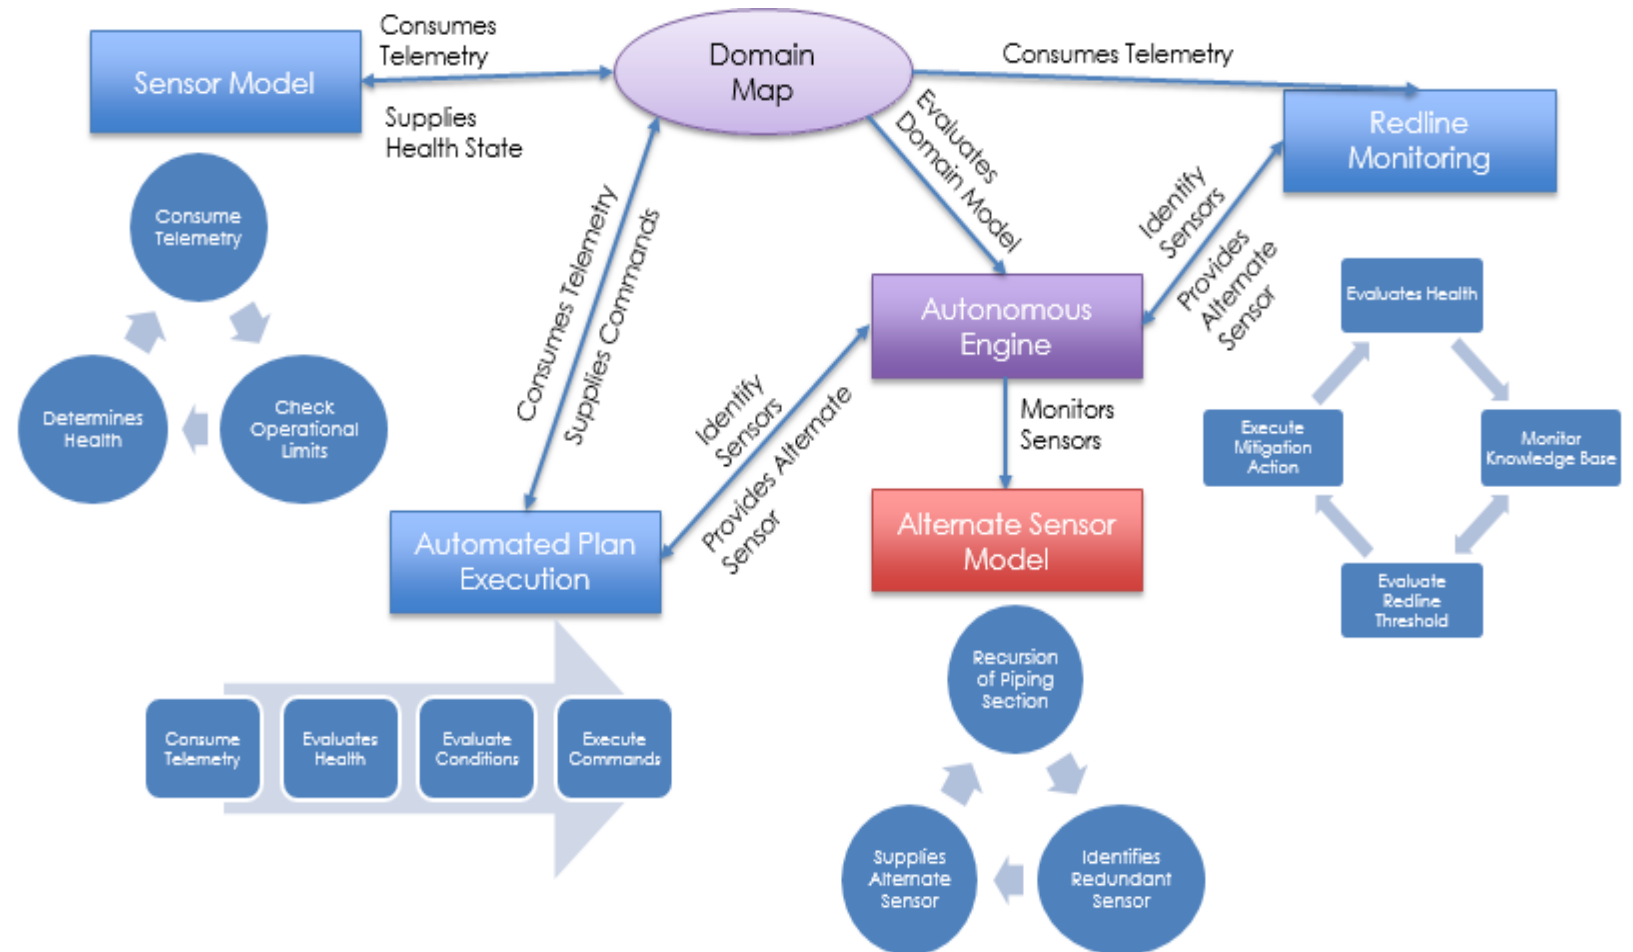 Consumes
Telemetry
Sensor Model
Supplies
Health State
Domain
Map
Consumes Telemetry
Redline
Monitoring
Evaluates
Domain Model
Identify
Sensors
Provides
Alternate
Sensor
Consumes Telemetry
Supplies Commands
Autonomous
Engine
Identify
Sensors
Provides Alternate
Sensor
Monitors
Sensors
Automated Plan
Execution
Alternate Sensor
Model
Consume
Telemetry
Check
Operational
Limits
Determines
Health
Evaluates Health
Monitor
Knowledge Base
Evaluate
Redline
Threshold
Execute
Mitigation
Action
Consume
Telemetry
Evaluates
Health
Evaluate
Conditions
Execute
Commands
Recursion
of Piping
Section
Identifies
Redundant
Sensor
Supplies
Alternate
Sensor